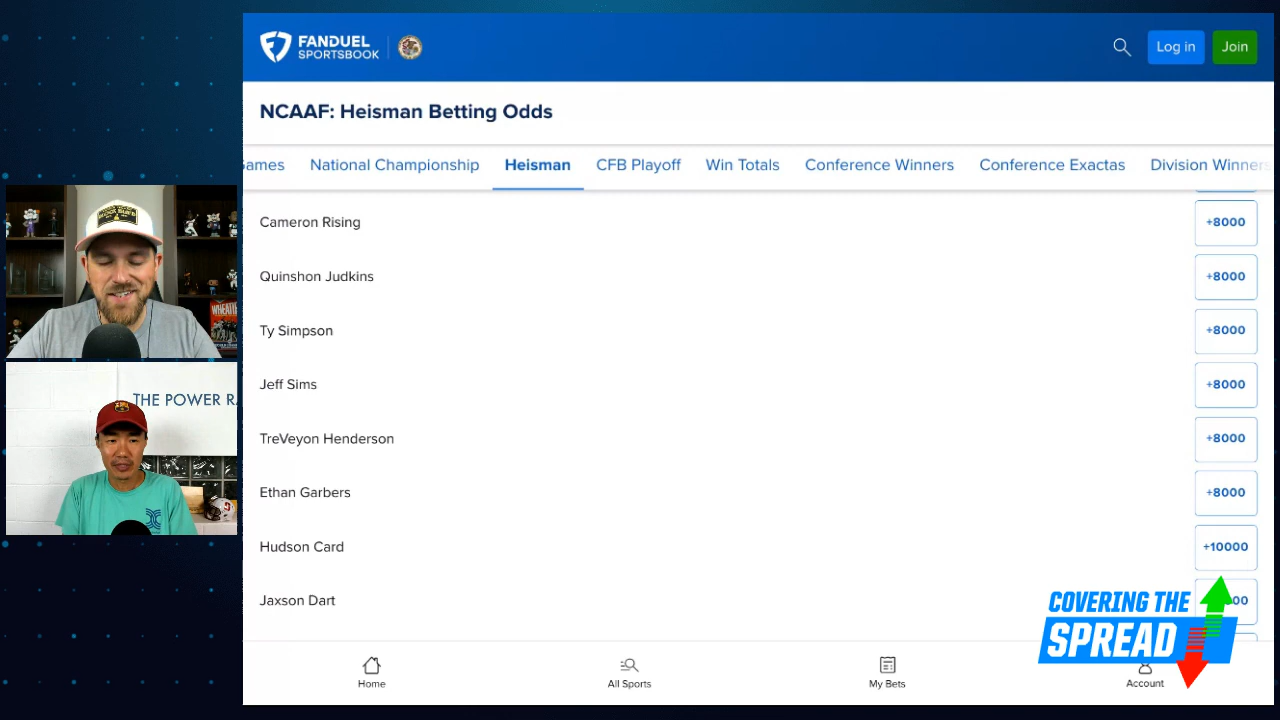 FANDUEL
SPORTSBOOK
Log in
Join
NCAAF: Heisman Betting Odds
National Championship
Heisman
CFB Playoff
Win Totals
Conference Winners
Conference Exactas
Division Winners
Cameron Rising
+8000
Quinshon Judkins
+8000
Ty Simpson
+8000
Jeff Sims
+8000
TreVeyon Henderson
+8000
Ethan Garbers
+8000
Hudson Card
+10000
Jaxson Dart
THE POWER
WHEATIES
COVERING THE
SPREAD
Home
All Sports
My Bets
Account